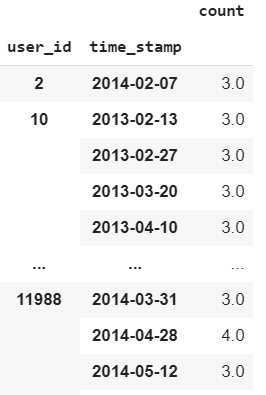 count
user_id time_stamp
2 2014-02-07 3.0
10 2013-02-13 3.0
2013-02-27 3.0
2013-03-20 3.0
2013-04-10 3.0
... ... ...
11988 2014-03-31 3.0
2014-04-28 4.0
2014-05-12 3.0